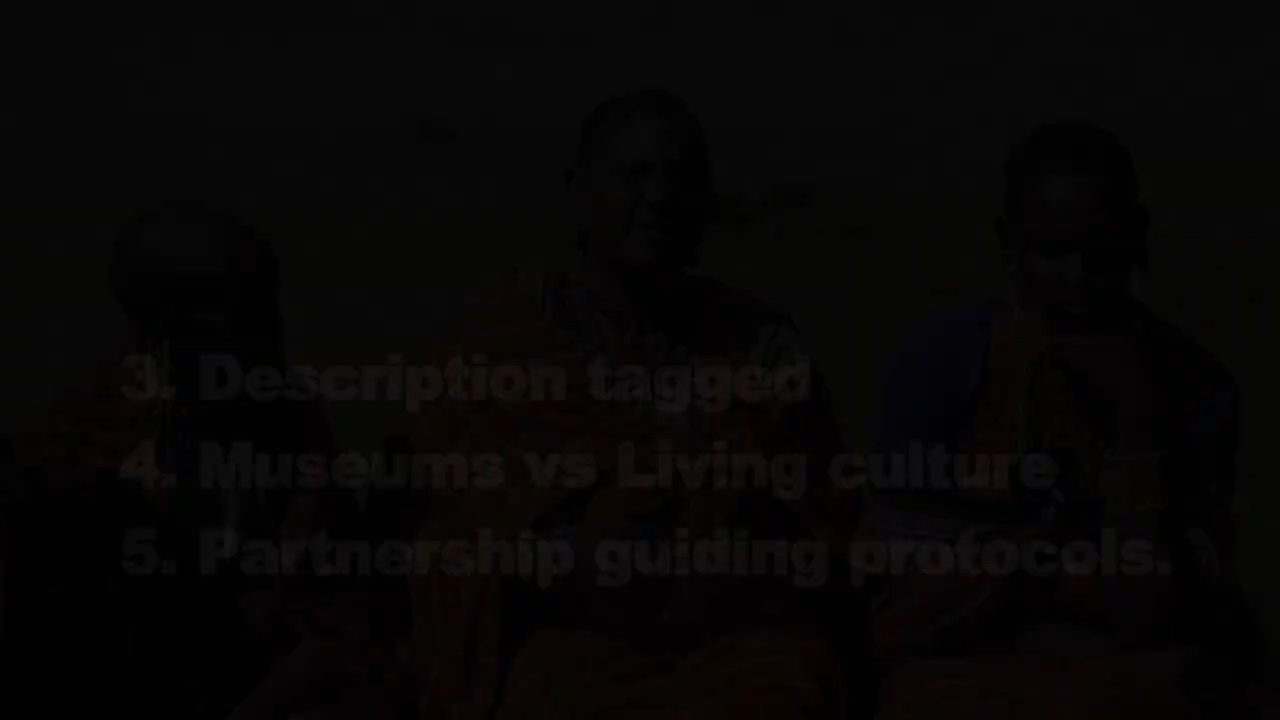 3. Description tagged
4. Museums vs Living culture
5. Partnership guiding protocols.